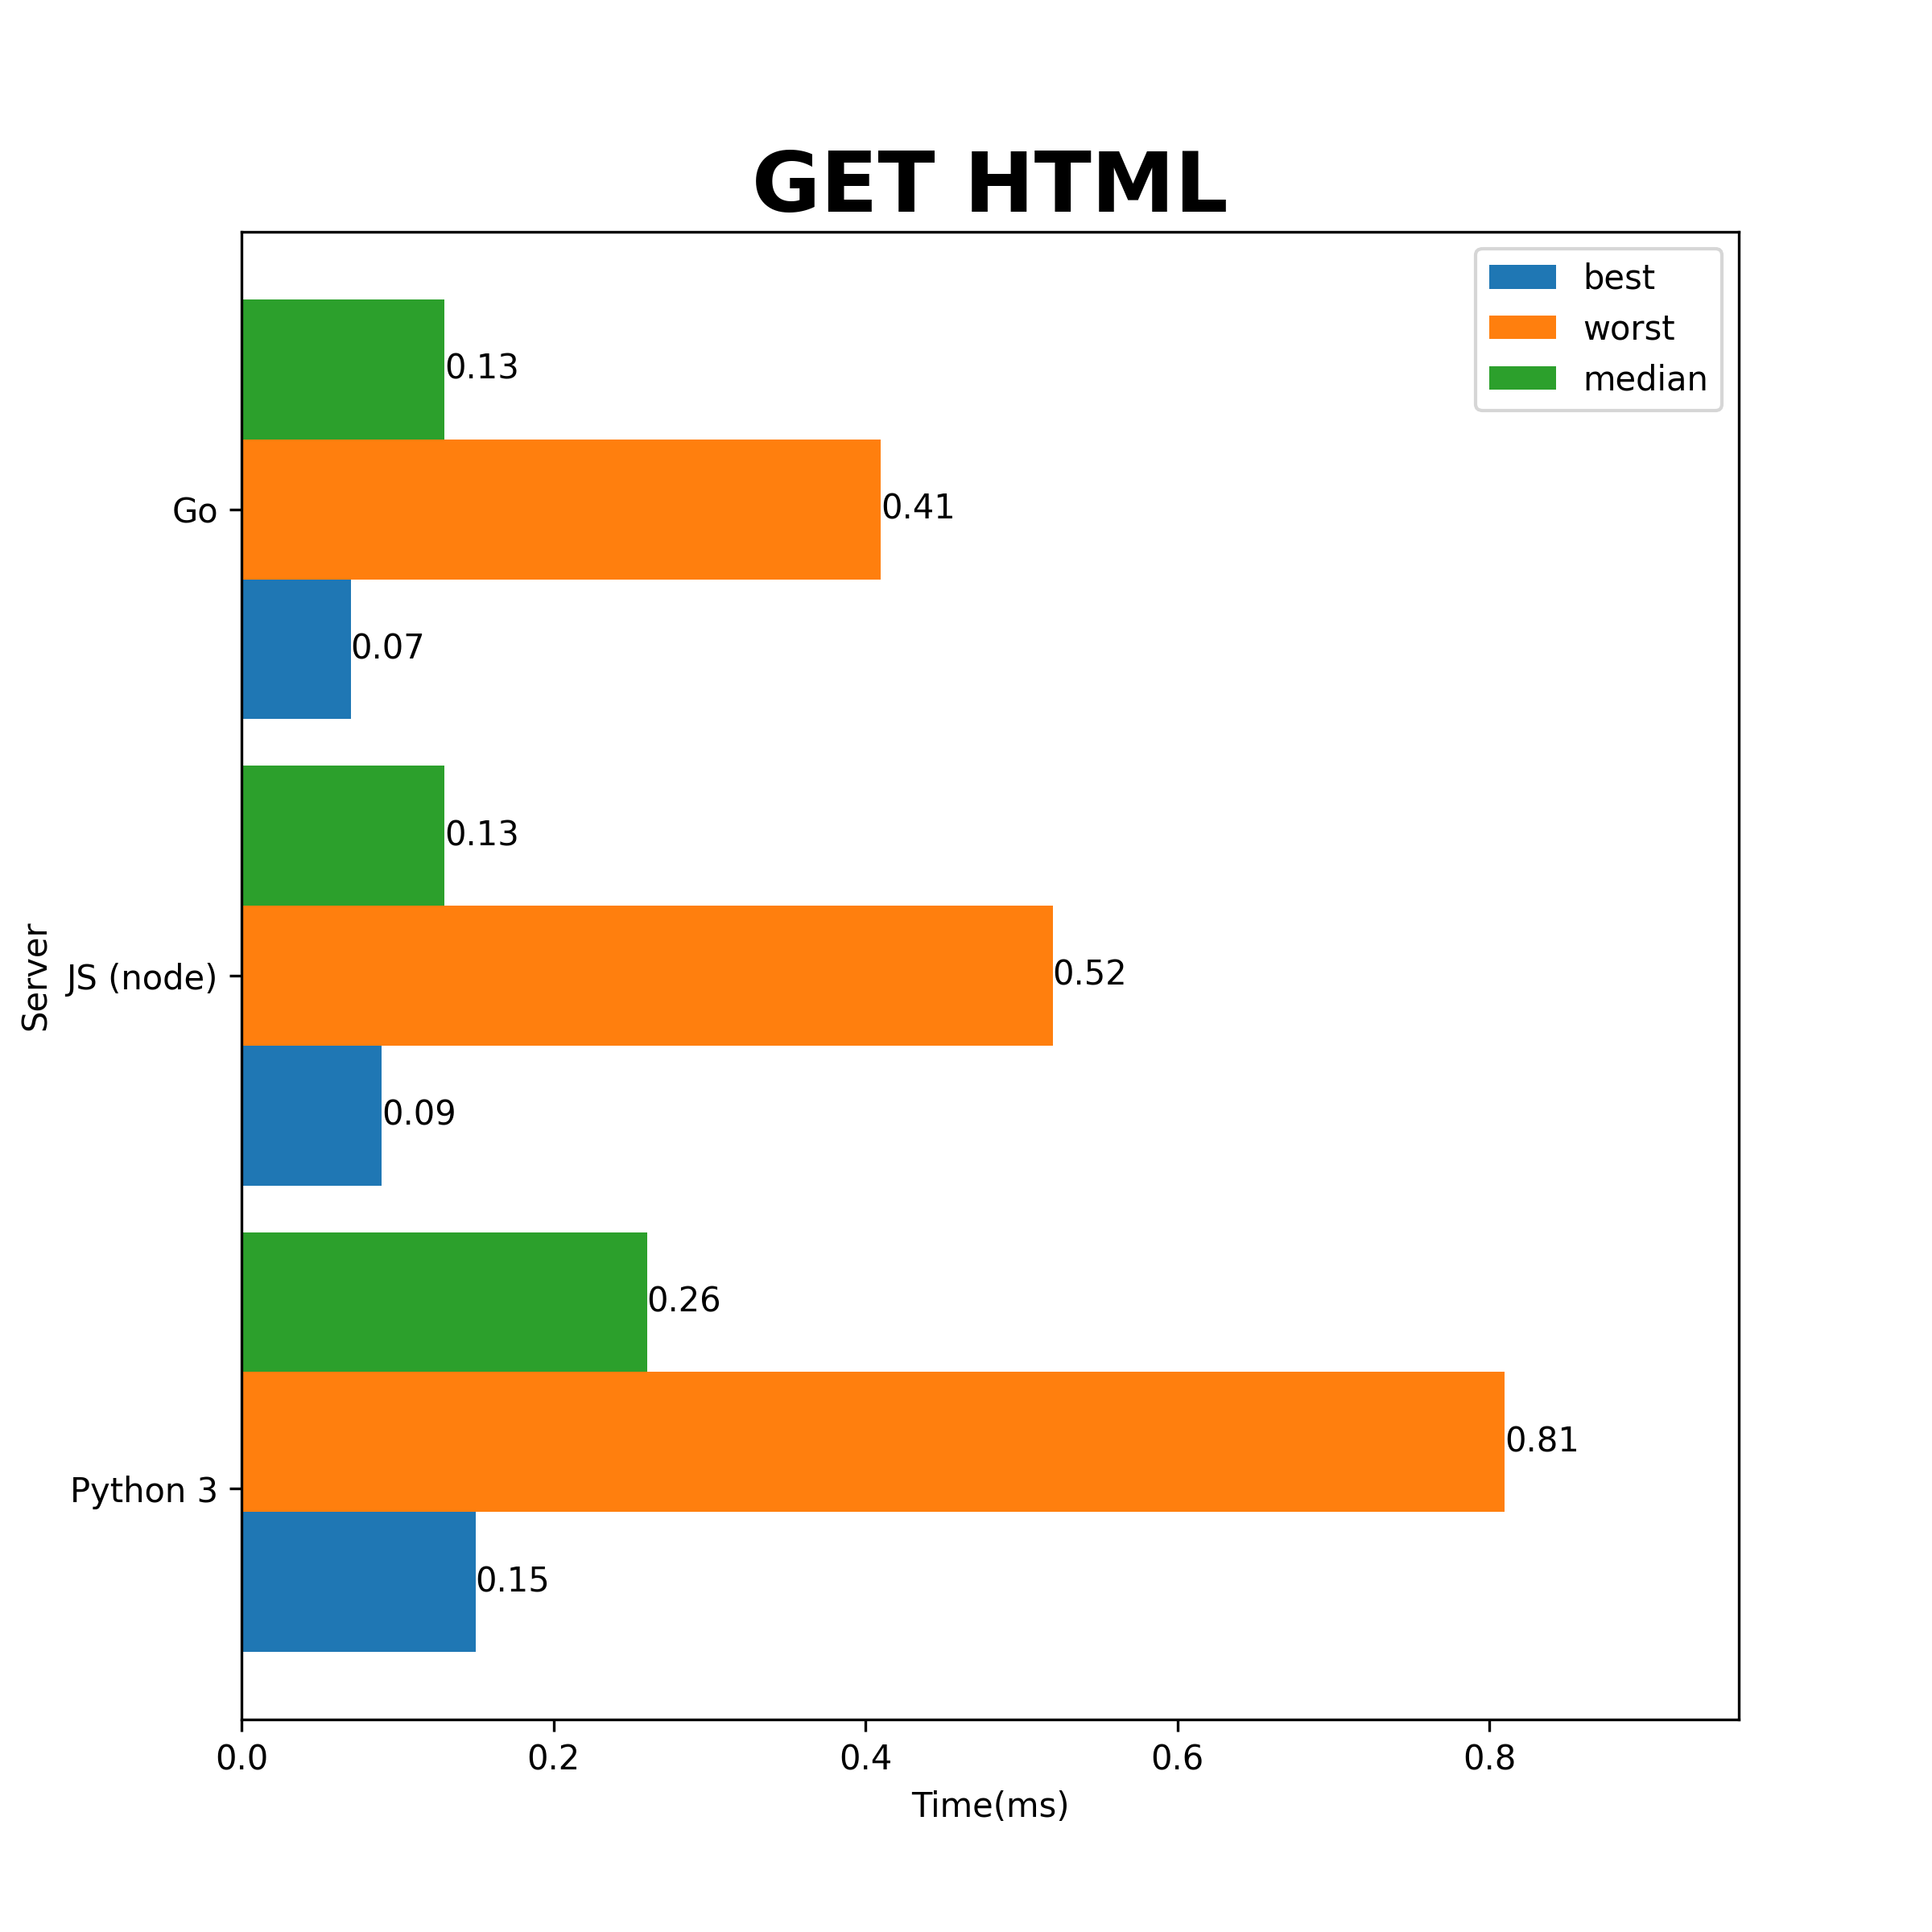 GET HTML
best
worst
median
0.13
0.41
Go
0.07
0.13
0.52
JS (node)
0.09
Server
0.26
0.81
Python 3
0.15
0.0 0.2 0.4 0.6 0.8
Time(ms)